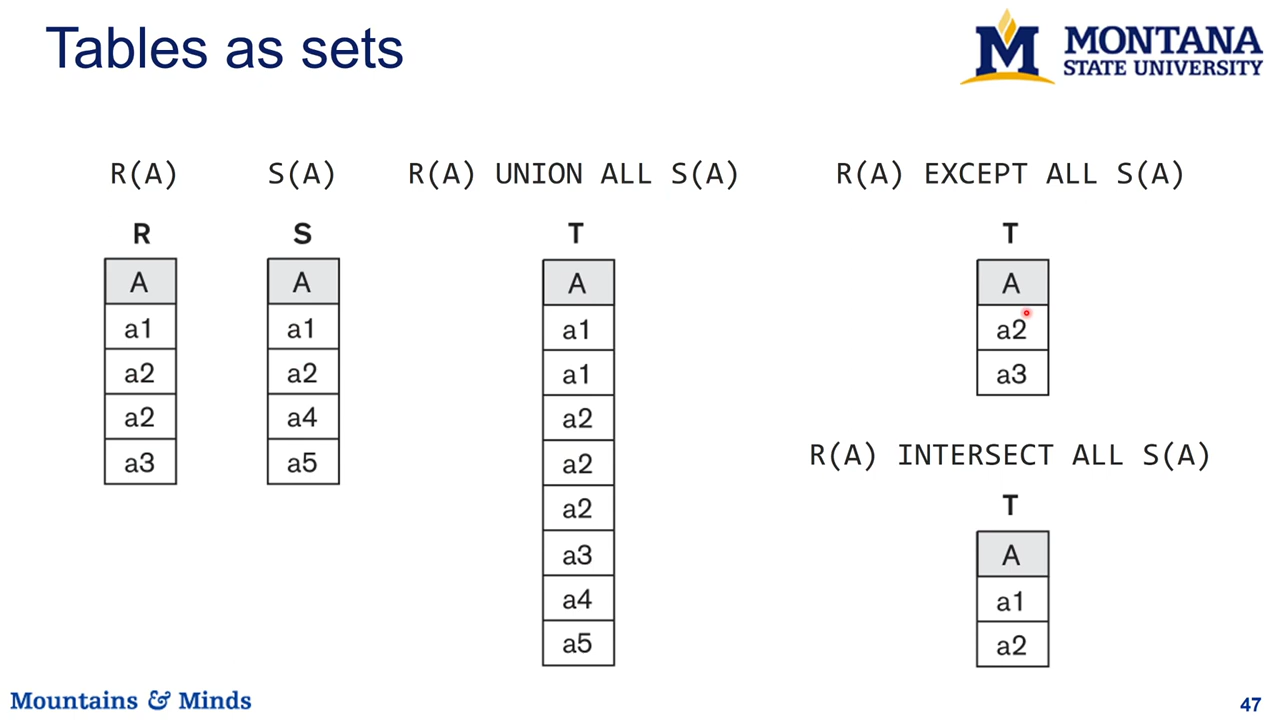 Tables as sets
MONTANA
STATE UNIVERSITY
R(A)
R
A
a1
a2
a2
a3
S(A)
S
A
a1
a2
a4
a5
R(A) UNION ALL S(A)
T
A
a1
a1
a2
a2
a2
a3
a4
a5
R(A) EXCEPT ALL S(A)
T
A
a2
a3
R(A) INTERSECT ALL S(A)
T
A
a1
a2
Mountains & Minds
47